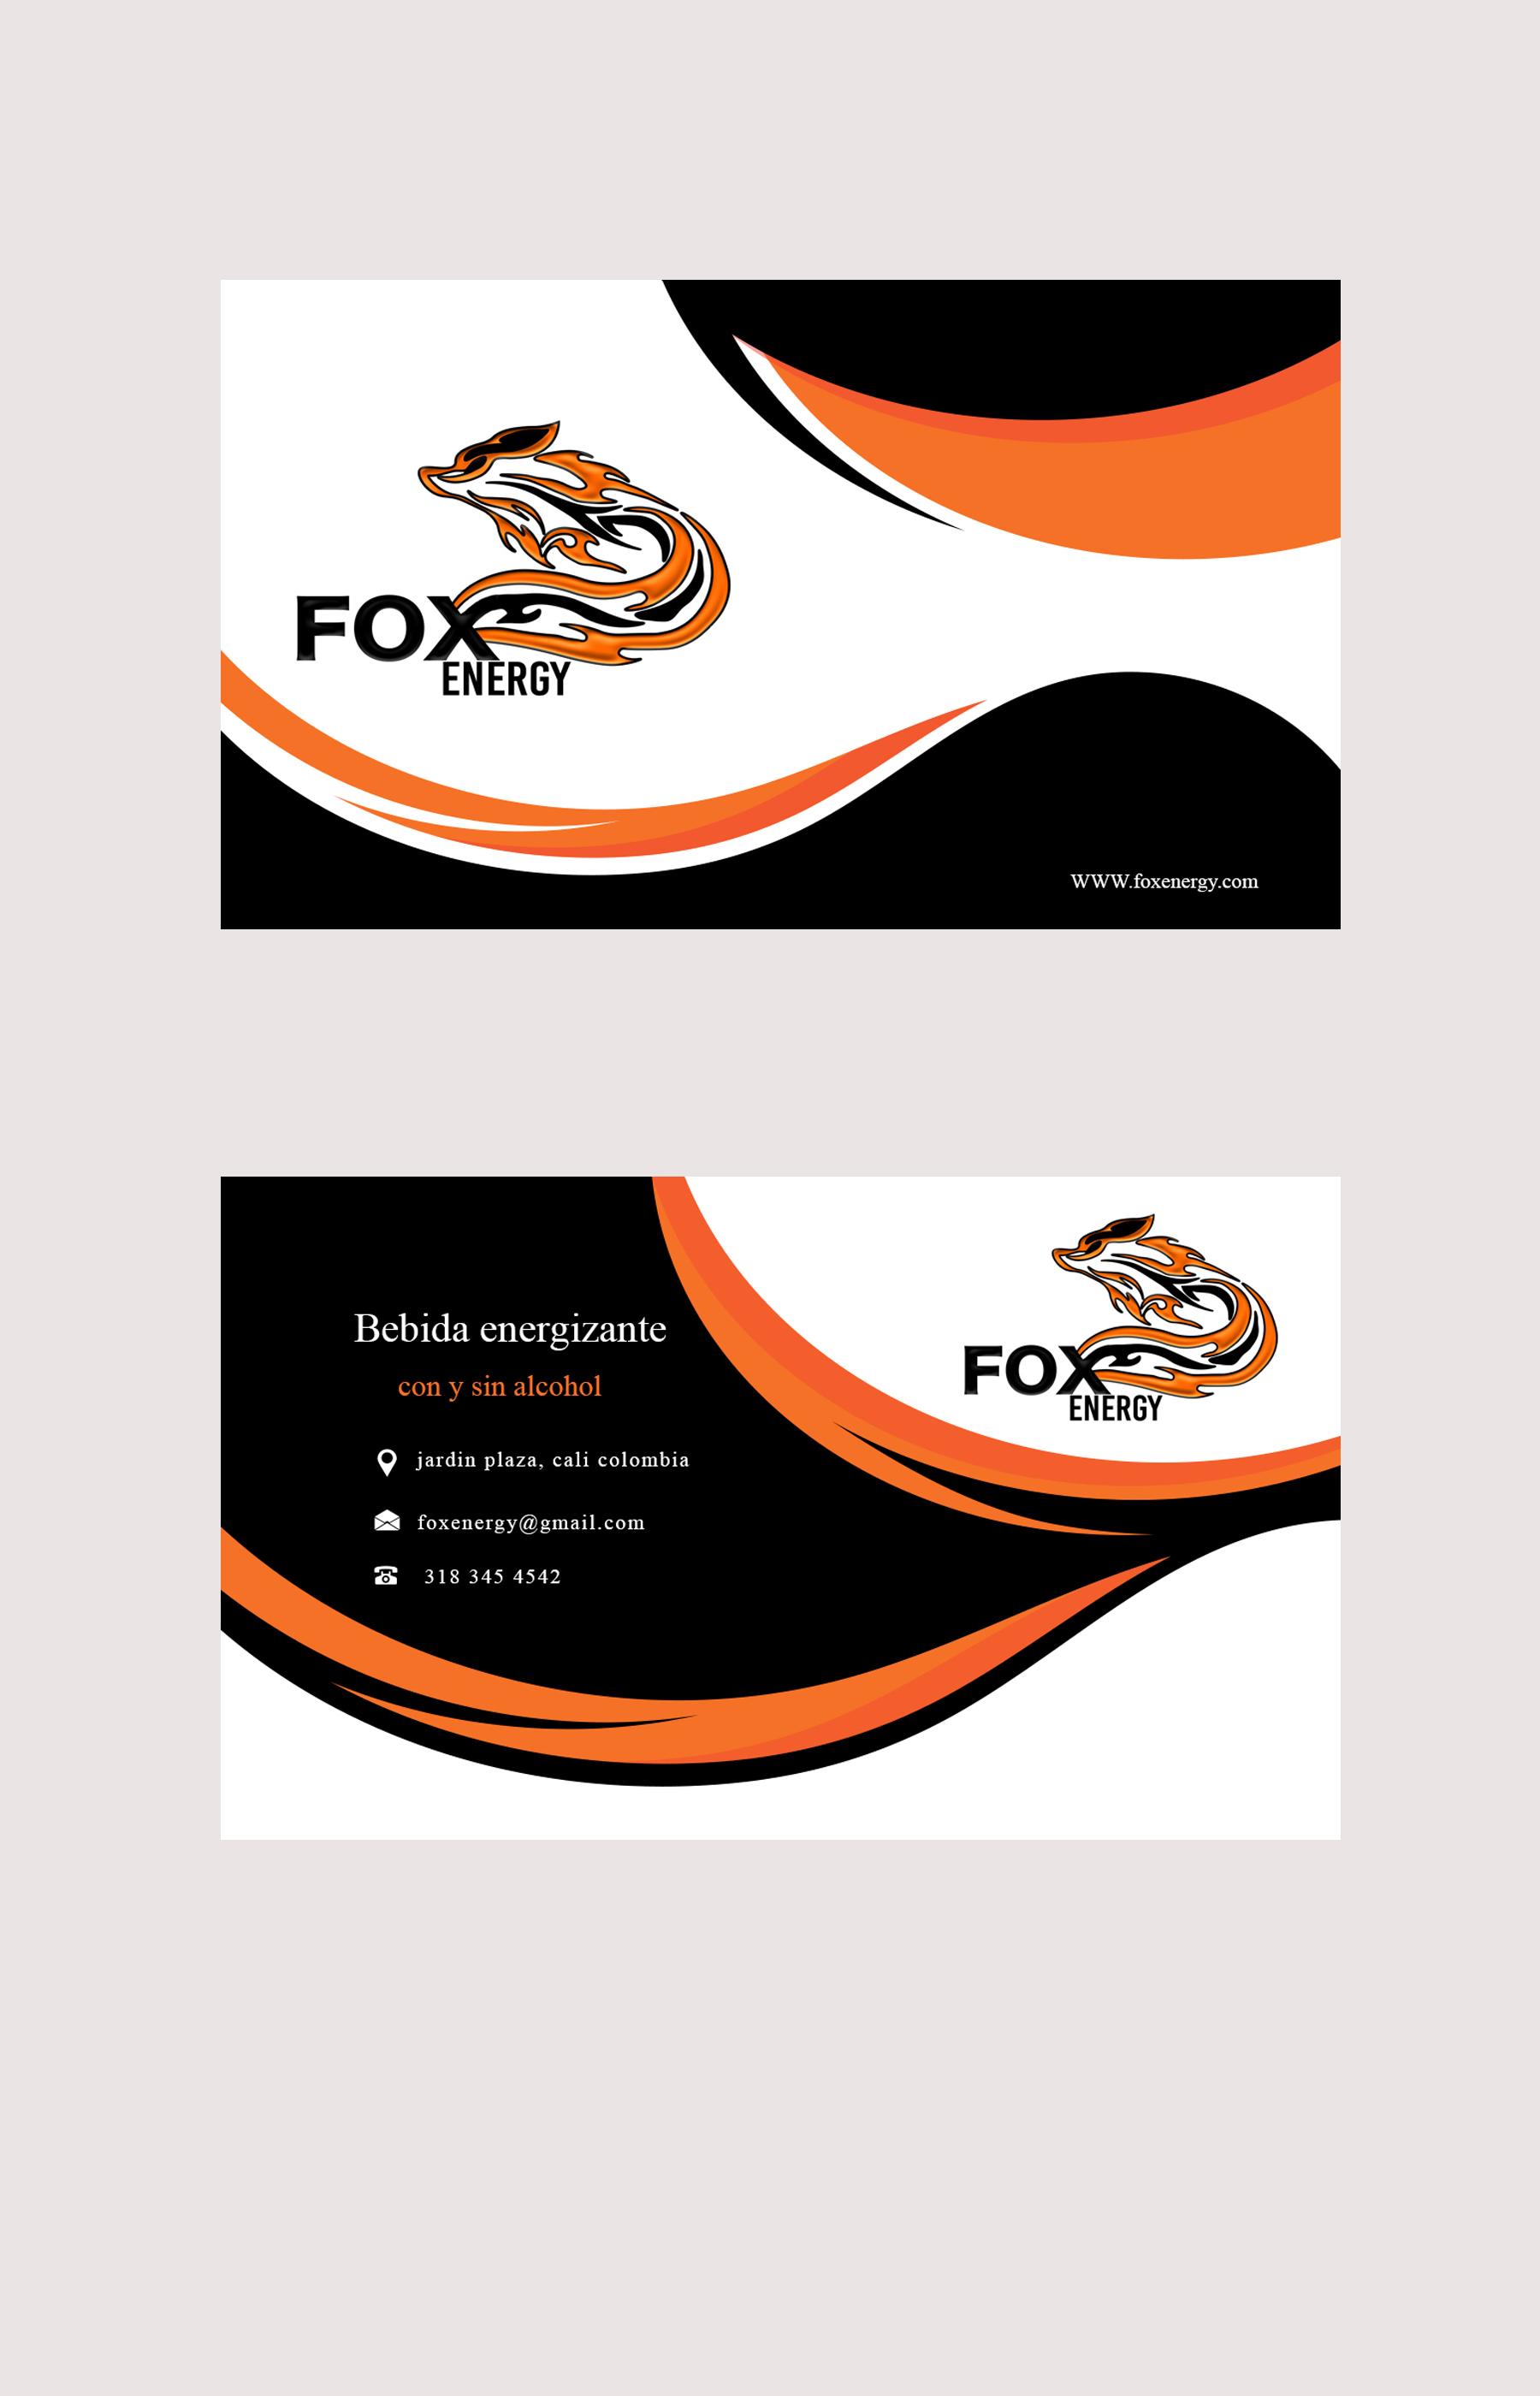 FOX
ENERGY
WWW.foxenergy.com
FOX
ENERGY
Bebida energizante
con y sin alcohol
jardin plaza, cali colombia
foxenergy@gmail.com
318 345 4542